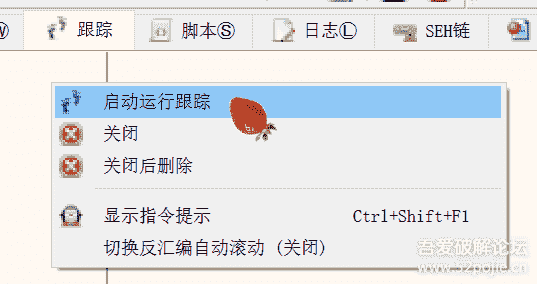 跟踪 脚本Ⓢ 日志Ⓛ SEH链
启动运行跟踪
关闭
关闭后删除
显示指令提示 Ctrl+Shift+F1
切换反汇编自动滚动 (关闭)
吾爱破解论坛
www.52pojie.cn